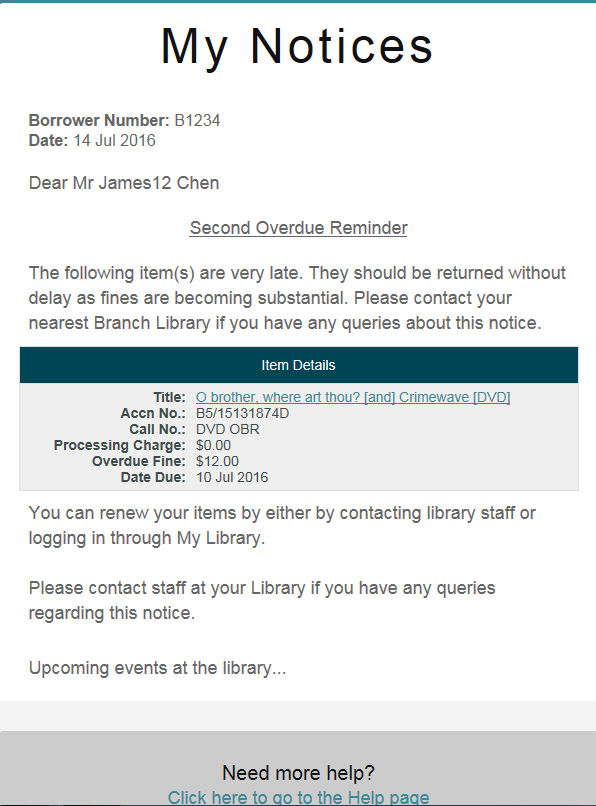 My Notices
Borrower Number: B1234
Date: 14 Jul 2016
Dear Mr James12 Chen
Second Overdue Reminder
The following item(s) are very late. They should be returned without
delay as fines are becoming substantial. Please contact your
nearest Branch Library if you have any queries about this notice.
Item Details
Title: O brother, where art thou? [and] Crimewave [DVD]
Accn No.: B5/15131874D
Call No.: DVD OBR
Processing Charge: $0.00
Overdue Fine: $12.00
Date Due: 10 Jul 2016
You can renew your items by either by contacting library staff or
logging in through My Library.
Please contact staff at your Library if you have any queries
regarding this notice.
Upcoming events at the library...
Need more help?
Click here to go to the Help page